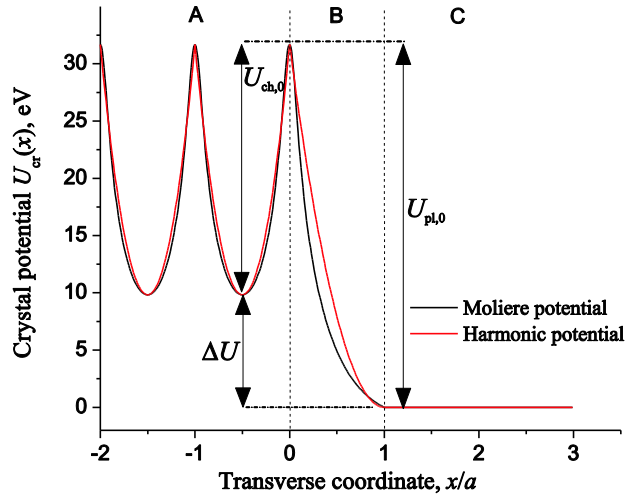 A B C
30
25
20
15
10
5
0
Crystal potential U_cr(x), eV
U_ch,0
U_pl,0
ΔU
Moliere potential
Harmonic potential
-2 -1 0 1 2 3
Transverse coordinate, x/a